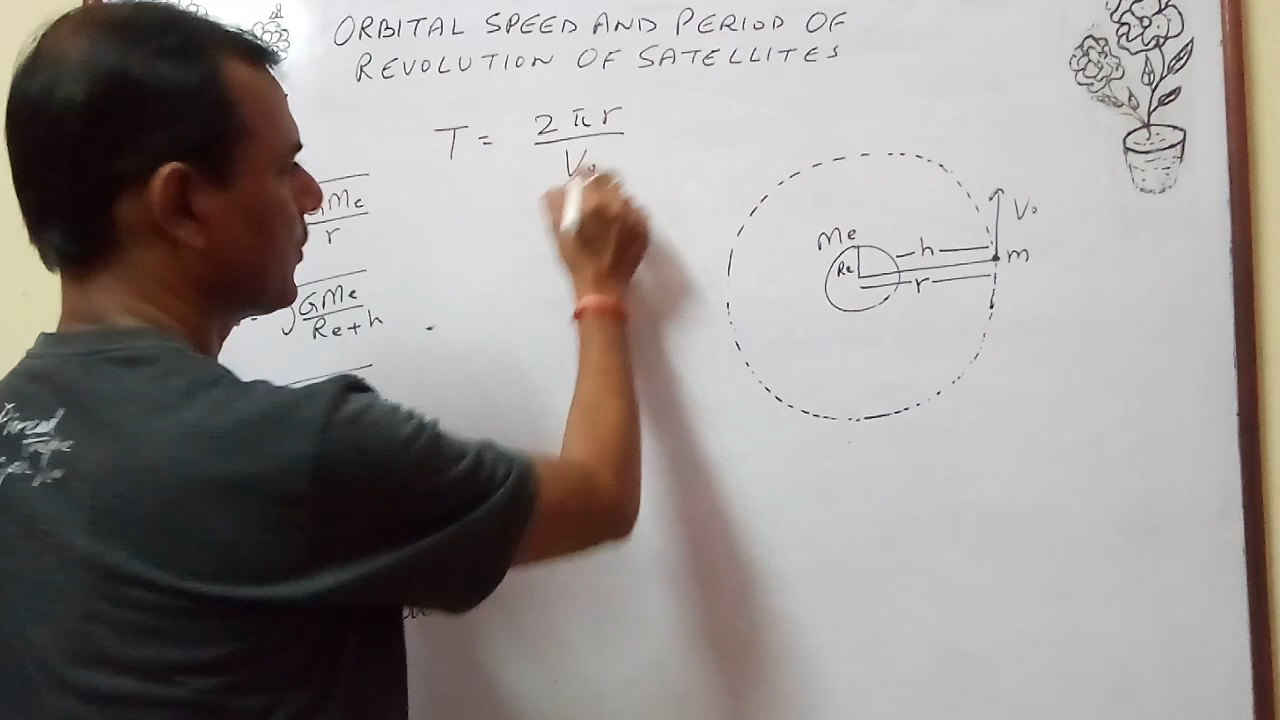 ORBITAL SPEED AND PERIOD OF
REVOLUTION OF SATELLITES
T = 2πr
V₀
GMe
r
√GMe
Re+h
Me
Re
h
r
V₀
m